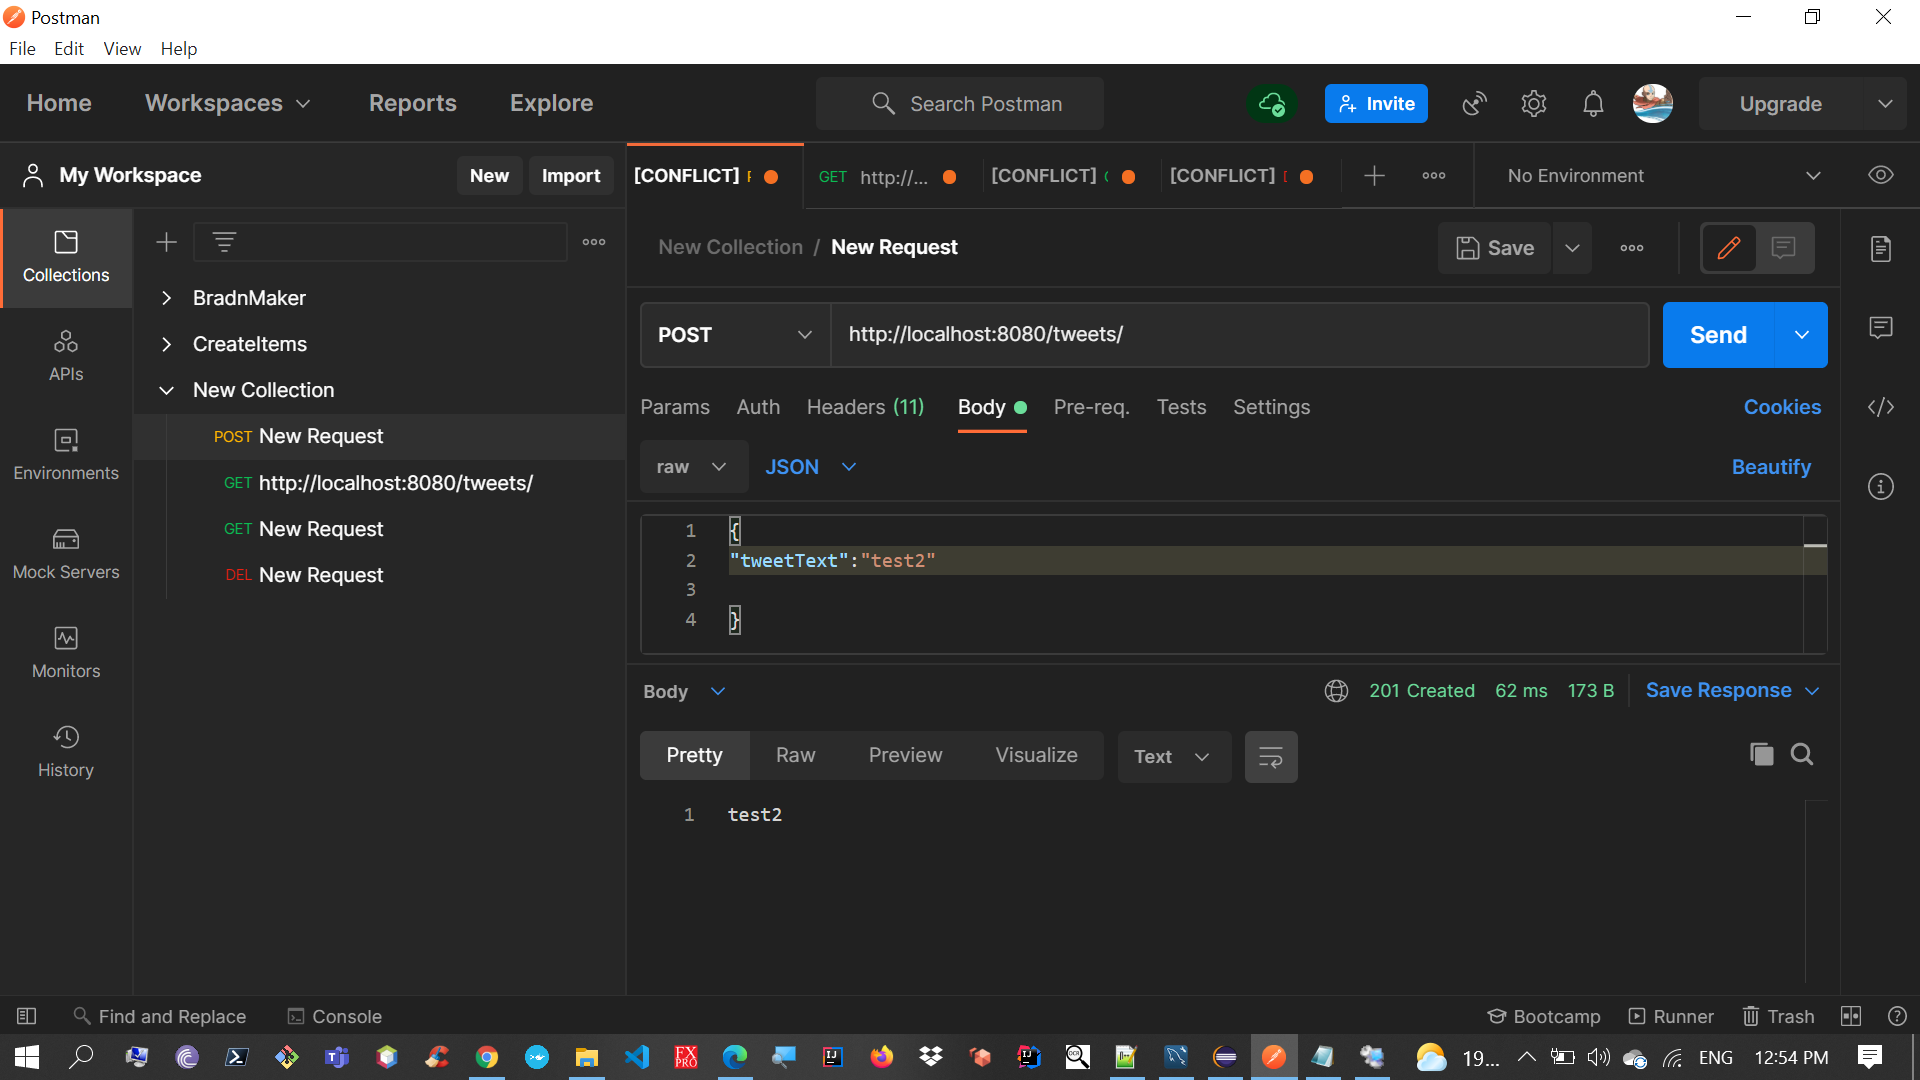 Postman
File Edit View Help
Home Workspaces Reports Explore Search Postman Invite Upgrade
My Workspace New Import
[CONFLICT] GET http://... [CONFLICT] [CONFLICT] No Environment
Collections
APIs
Environments
Mock Servers
Monitors
History
BradnMaker
CreateItems
New Collection
POST New Request
GET http://localhost:8080/tweets/
GET New Request
DEL New Request
New Collection / New Request Save
POST http://localhost:8080/tweets/ Send
Params Auth Headers (11) Body Pre-req. Tests Settings Cookies
raw JSON Beautify
1 {
2 "tweetText":"test2"
3
4 }
Body 201 Created 62 ms 173 B Save Response
Pretty Raw Preview Visualize Text
1 test2
Find and Replace Console Bootcamp Runner Trash
19... ENG 12:54 PM